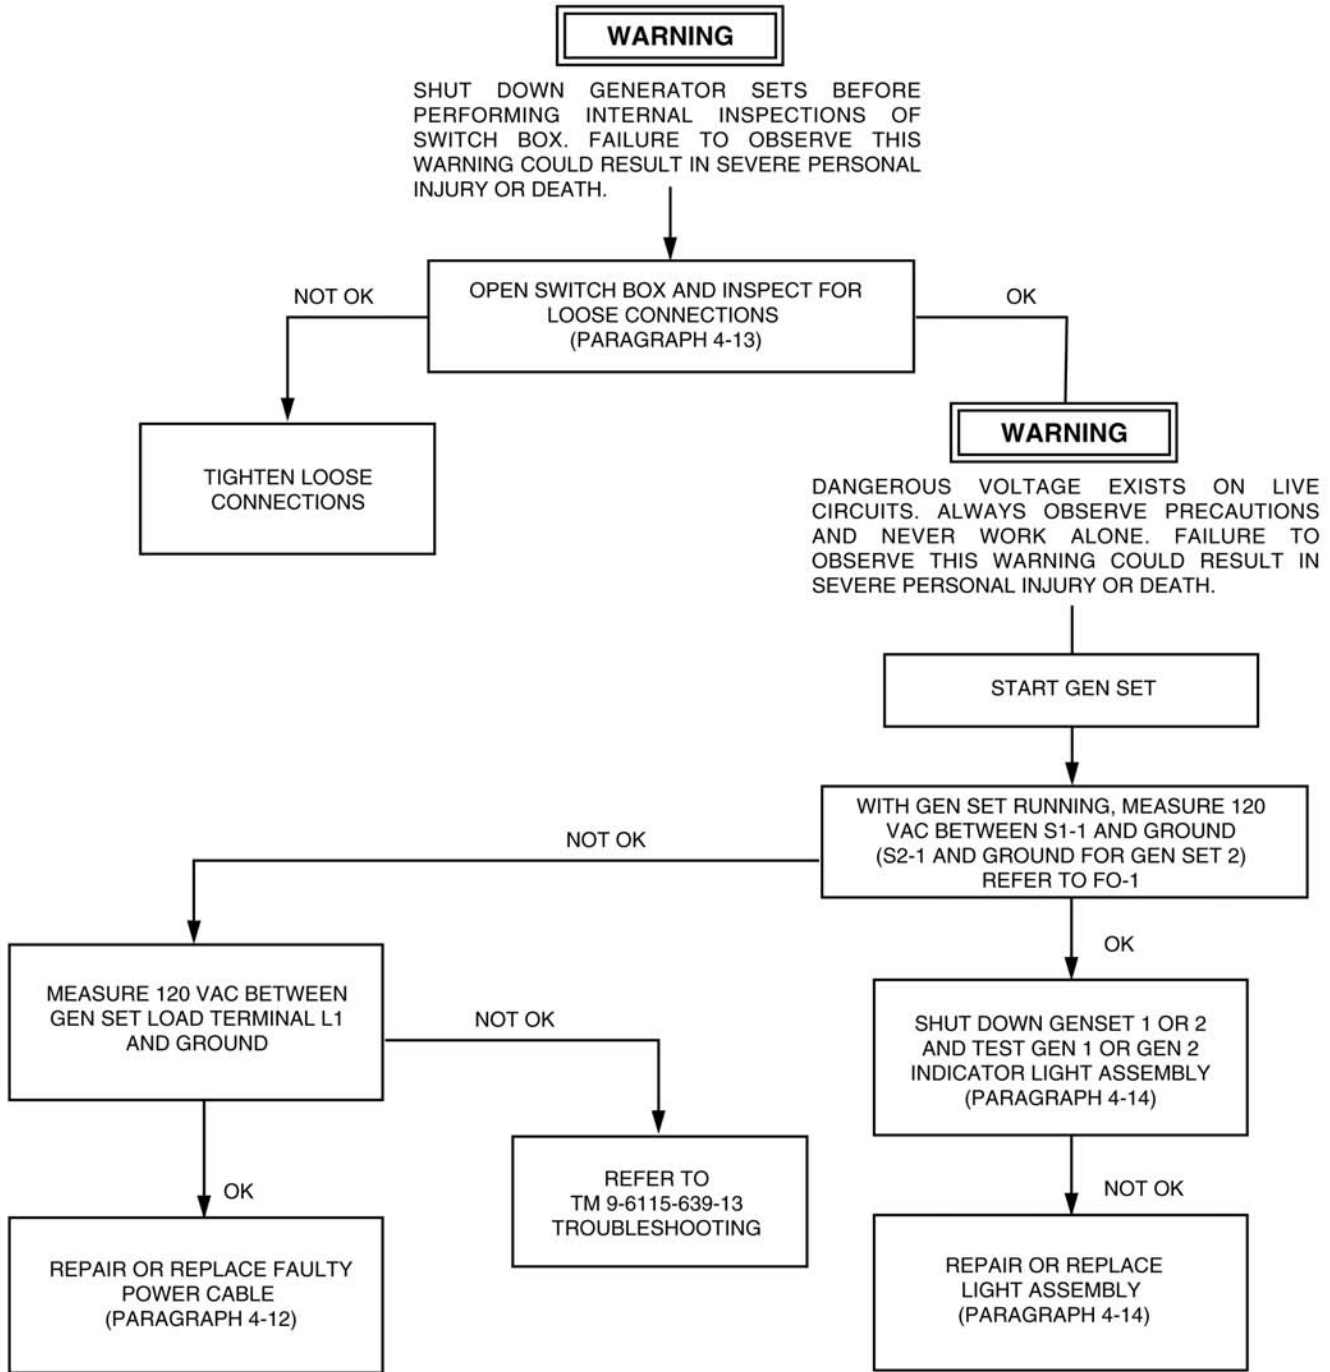 WARNING
SHUT DOWN GENERATOR SETS BEFORE
PERFORMING INTERNAL INSPECTIONS OF
SWITCH BOX. FAILURE TO OBSERVE THIS
WARNING COULD RESULT IN SEVERE PERSONAL
INJURY OR DEATH.
NOT OK
OPEN SWITCH BOX AND INSPECT FOR
LOOSE CONNECTIONS
(PARAGRAPH 4-13)
OK
TIGHTEN LOOSE
CONNECTIONS
WARNING
DANGEROUS VOLTAGE EXISTS ON LIVE
CIRCUITS. ALWAYS OBSERVE PRECAUTIONS
AND NEVER WORK ALONE. FAILURE TO
OBSERVE THIS WARNING COULD RESULT IN
SEVERE PERSONAL INJURY OR DEATH.
START GEN SET
WITH GEN SET RUNNING, MEASURE 120
VAC BETWEEN S1-1 AND GROUND
(S2-1 AND GROUND FOR GEN SET 2)
REFER TO FO-1
NOT OK
OK
MEASURE 120 VAC BETWEEN
GEN SET LOAD TERMINAL L1
AND GROUND
NOT OK
SHUT DOWN GENSET 1 OR 2
AND TEST GEN 1 OR GEN 2
INDICATOR LIGHT ASSEMBLY
(PARAGRAPH 4-14)
OK
REFER TO
TM 9-6115-639-13
TROUBLESHOOTING
NOT OK
REPAIR OR REPLACE FAULTY
POWER CABLE
(PARAGRAPH 4-12)
REPAIR OR REPLACE
LIGHT ASSEMBLY
(PARAGRAPH 4-14)